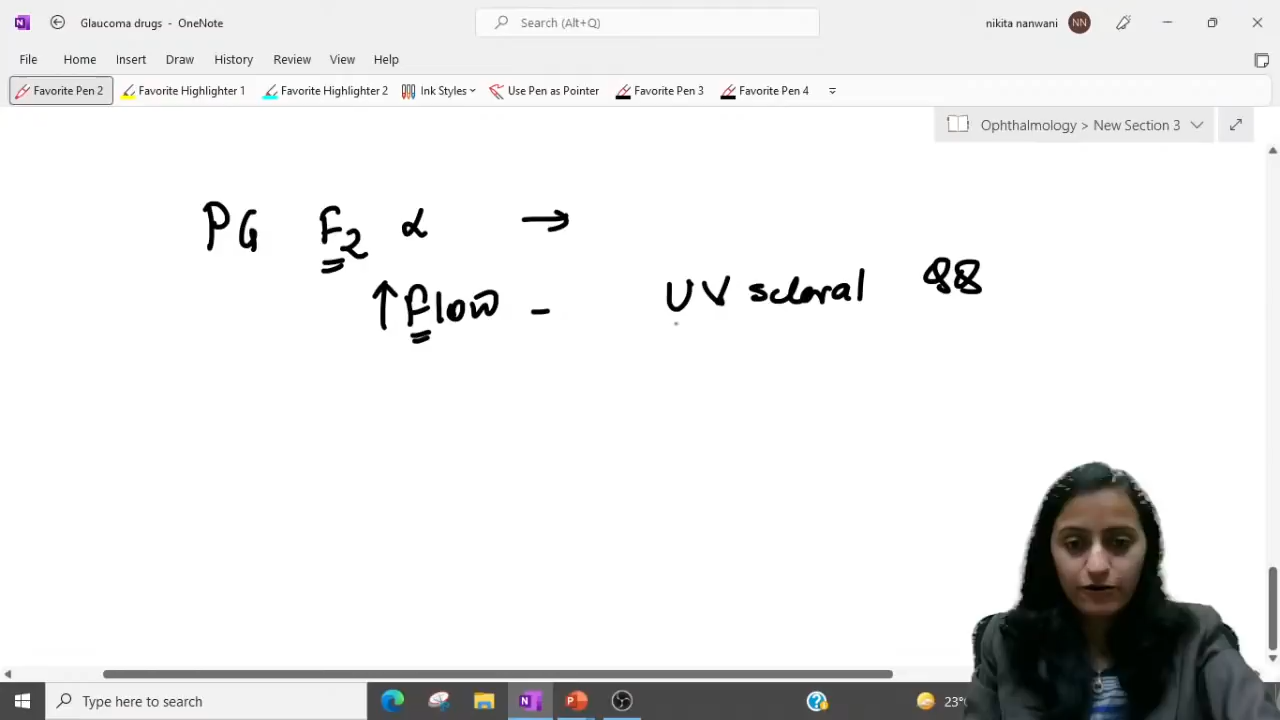 Glaucoma drugs - OneNote
Search (Alt+Q)
nikita nanwani NN
File Home Insert Draw History Review View Help
Favorite Pen 2 Favorite Highlighter 1 Favorite Highlighter 2 Ink Styles Use Pen as Pointer Favorite Pen 3 Favorite Pen 4
Ophthalmology > New Section 3
PG F2 α →
↑ Flow - UV scleral
Type here to search
23°